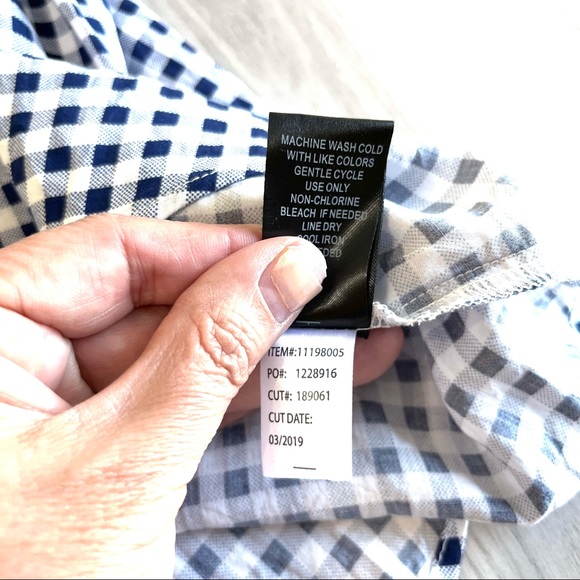 MACHINE WASH COLD
WITH LIKE COLORS
GENTLE CYCLE
USE ONLY
NON-CHLORINE
BLEACH IF NEEDED
LINE DRY
COOL IRON
ITEM#:11198005
PO#: 1228916
CUT#: 189061
CUT DATE:
03/2019